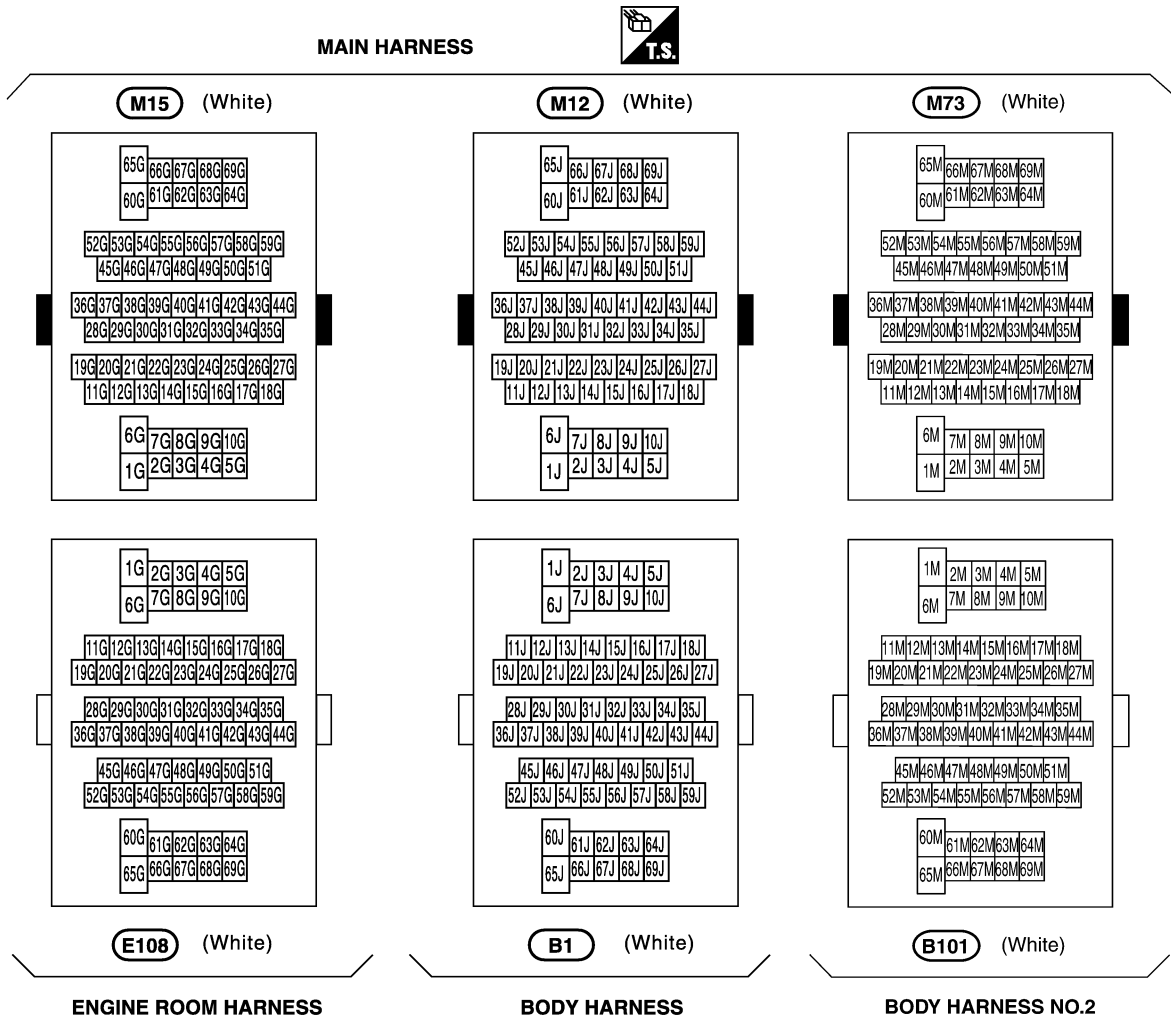 MAIN HARNESS
T.S.
M15 (White) M12 (White) M73 (White)
65G 66G 67G 68G 69G 65J 66J 67J 68J 69J 65M 66M 67M 68M 69M
60G 61G 62G 63G 64G 60J 61J 62J 63J 64J 60M 61M 62M 63M 64M
52G 53G 54G 55G 56G 57G 58G 59G 52J 53J 54J 55J 56J 57J 58J 59J 52M 53M 54M 55M 56M 57M 58M 59M
45G 46G 47G 48G 49G 50G 51G 45J 46J 47J 48J 49J 50J 51J 45M 46M 47M 48M 49M 50M 51M
36G 37G 38G 39G 40G 41G 42G 43G 44G 36J 37J 38J 39J 40J 41J 42J 43J 44J 36M 37M 38M 39M 40M 41M 42M 43M 44M
28G 29G 30G 31G 32G 33G 34G 35G 28J 29J 30J 31J 32J 33J 34J 35J 28M 29M 30M 31M 32M 33M 34M 35M
19G 20G 21G 22G 23G 24G 25G 26G 27G 19J 20J 21J 22J 23J 24J 25J 26J 27J 19M 20M 21M 22M 23M 24M 25M 26M 27M
11G 12G 13G 14G 15G 16G 17G 18G 11J 12J 13J 14J 15J 16J 17J 18J 11M 12M 13M 14M 15M 16M 17M 18M
6G 7G 8G 9G 10G 6J 7J 8J 9J 10J 6M 7M 8M 9M 10M
1G 2G 3G 4G 5G 1J 2J 3J 4J 5J 1M 2M 3M 4M 5M
1G 2G 3G 4G 5G 1J 2J 3J 4J 5J 1M 2M 3M 4M 5M
6G 7G 8G 9G 10G 6J 7J 8J 9J 10J 6M 7M 8M 9M 10M
11G 12G 13G 14G 15G 16G 17G 18G 11J 12J 13J 14J 15J 16J 17J 18J 11M 12M 13M 14M 15M 16M 17M 18M
19G 20G 21G 22G 23G 24G 25G 26G 27G 19J 20J 21J 22J 23J 24J 25J 26J 27J 19M 20M 21M 22M 23M 24M 25M 26M 27M
28G 29G 30G 31G 32G 33G 34G 35G 28J 29J 30J 31J 32J 33J 34J 35J 28M 29M 30M 31M 32M 33M 34M 35M
36G 37G 38G 39G 40G 41G 42G 43G 44G 36J 37J 38J 39J 40J 41J 42J 43J 44J 36M 37M 38M 39M 40M 41M 42M 43M 44M
45G 46G 47G 48G 49G 50G 51G 45J 46J 47J 48J 49J 50J 51J 45M 46M 47M 48M 49M 50M 51M
52G 53G 54G 55G 56G 57G 58G 59G 52J 53J 54J 55J 56J 57J 58J 59J 52M 53M 54M 55M 56M 57M 58M 59M
60G 61G 62G 63G 64G 60J 61J 62J 63J 64J 60M 61M 62M 63M 64M
65G 66G 67G 68G 69G 65J 66J 67J 68J 69J 65M 66M 67M 68M 69M
E108 (White) B1 (White) B101 (White)
ENGINE ROOM HARNESS BODY HARNESS BODY HARNESS NO.2